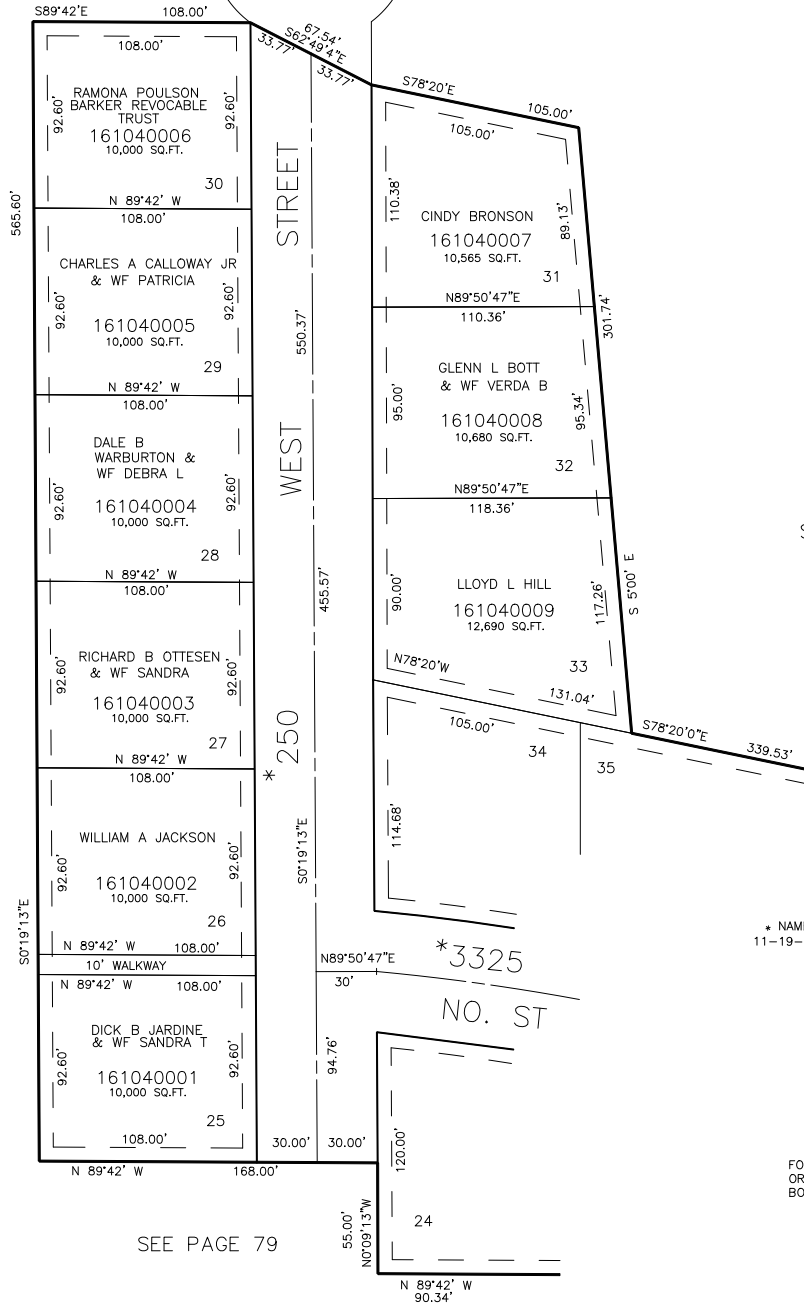 S89°42'E 108.00'
67.54'
S62°49'4"E
33.77'
33.77'
S78°20'E
105.00'
105.00'
108.00'
RAMONA POULSON
BARKER REVOCABLE
TRUST
161040006
10,000 SQ.FT.
92.60'
92.60'
30
N 89°42' W
108.00'
565.60'
CHARLES A CALLOWAY JR
& WF PATRICIA
161040005
10,000 SQ.FT.
92.60'
92.60'
29
N 89°42' W
108.00'
DALE B
WARBURTON &
WF DEBRA L
161040004
10,000 SQ.FT.
92.60'
92.60'
28
N 89°42' W
108.00'
RICHARD B OTTESEN
& WF SANDRA
161040003
10,000 SQ.FT.
92.60'
92.60'
27
N 89°42' W
108.00'
WILLIAM A JACKSON
161040002
10,000 SQ.FT.
92.60'
92.60'
26
S0°19'13"E
N 89°42' W 108.00'
10' WALKWAY
N 89°42' W 108.00'
DICK B JARDINE
& WF SANDRA T
161040001
10,000 SQ.FT.
92.60'
92.60'
25
108.00'
N 89°42' W 168.00'
30.00' 30.00'
* 250 WEST STREET
550.37'
455.57'
S0°19'13"E
94.76'
110.38'
CINDY BRONSON
161040007
10,565 SQ.FT.
89.13'
31
N89°50'47"E
110.36'
301.74'
GLENN L BOTT
& WF VERDA B
161040008
10,680 SQ.FT.
95.00'
95.34'
32
N89°50'47"E
118.36'
LLOYD L HILL
161040009
12,690 SQ.FT.
90.00'
117.26'
S 5°00' E
33
N78°20'W
131.04'
105.00'
34
35
S78°20'0"E
339.53'
114.68'
N89°50'47"E
30'
*3325
NO. ST
* NAM
11-19-
120.00'
24
55.00'
N0°09'13"W
N 89°42' W
90.34'
FO
OR
BO
SEE PAGE 79